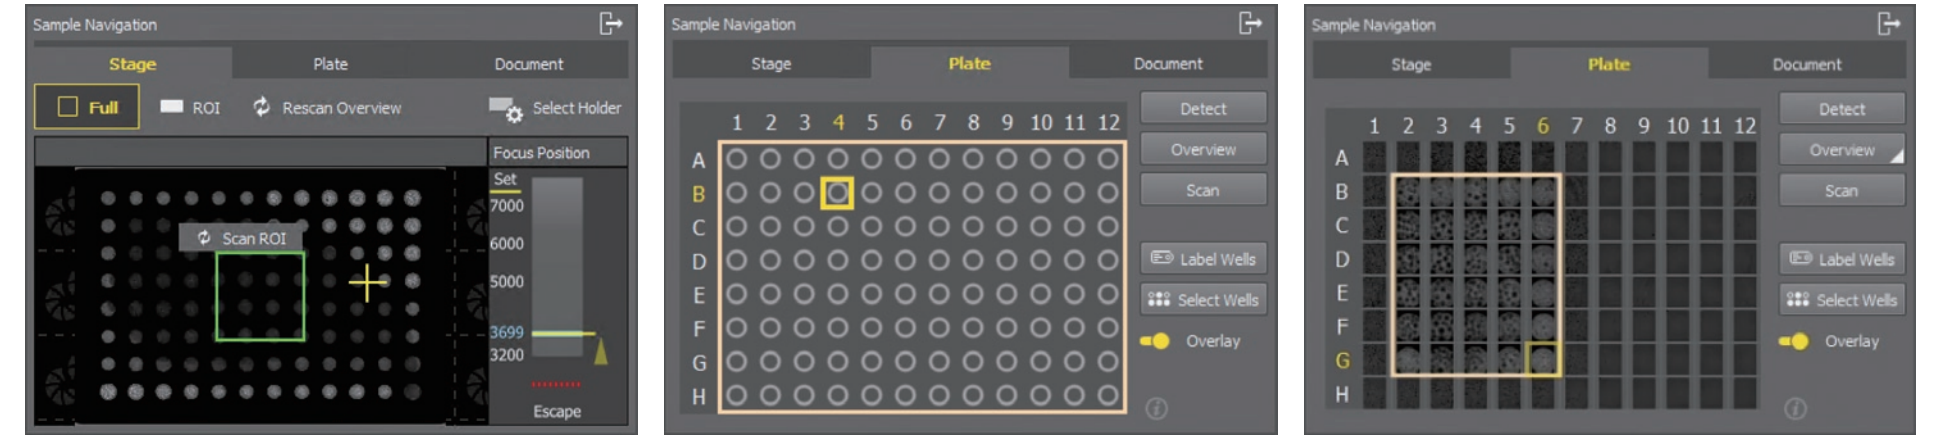 Sample Navigation
Stage Plate Document
Full ROI Rescan Overview Select Holder
Focus Position
Set
7000
Scan ROI
6000
5000
3699
3200
Escape
Sample Navigation
Stage Plate Document
Detect
1 2 3 4 5 6 7 8 9 10 11 12
A
Overview
B
Scan
C
D
Label Wells
E
Select Wells
F
Overlay
G
H
i
Sample Navigation
Stage Plate Document
Detect
1 2 3 4 5 6 7 8 9 10 11 12
A
Overview
B
Scan
C
D
Label Wells
E
Select Wells
F
Overlay
G
H
i